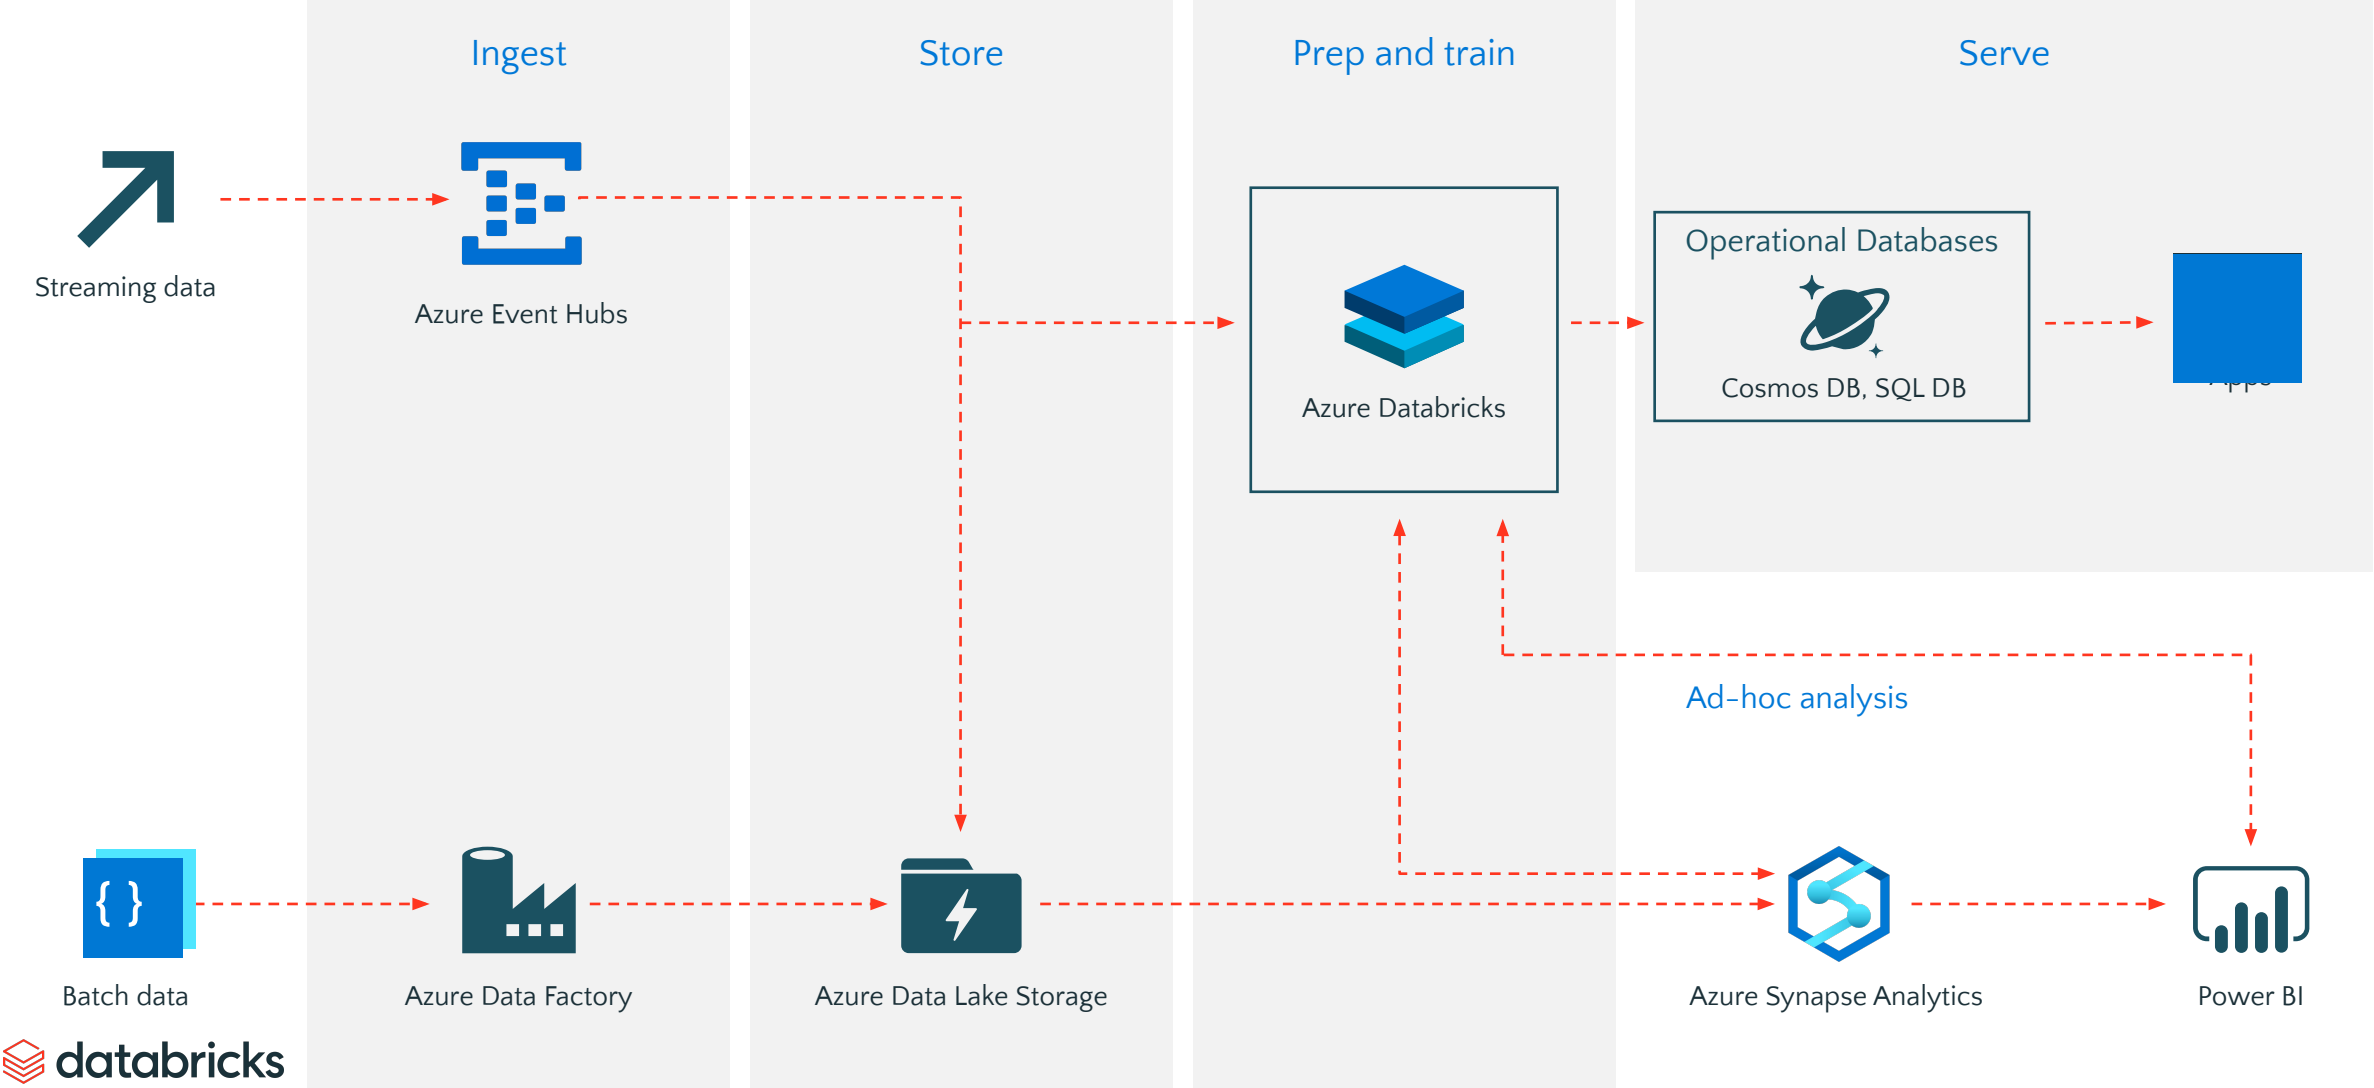 Ingest
Store
Prep and train
Serve
Streaming data
Azure Event Hubs
Azure Databricks
Operational Databases
Cosmos DB, SQL DB
Apps
Ad-hoc analysis
{ }
Batch data
Azure Data Factory
Azure Data Lake Storage
Azure Synapse Analytics
Power BI
databricks